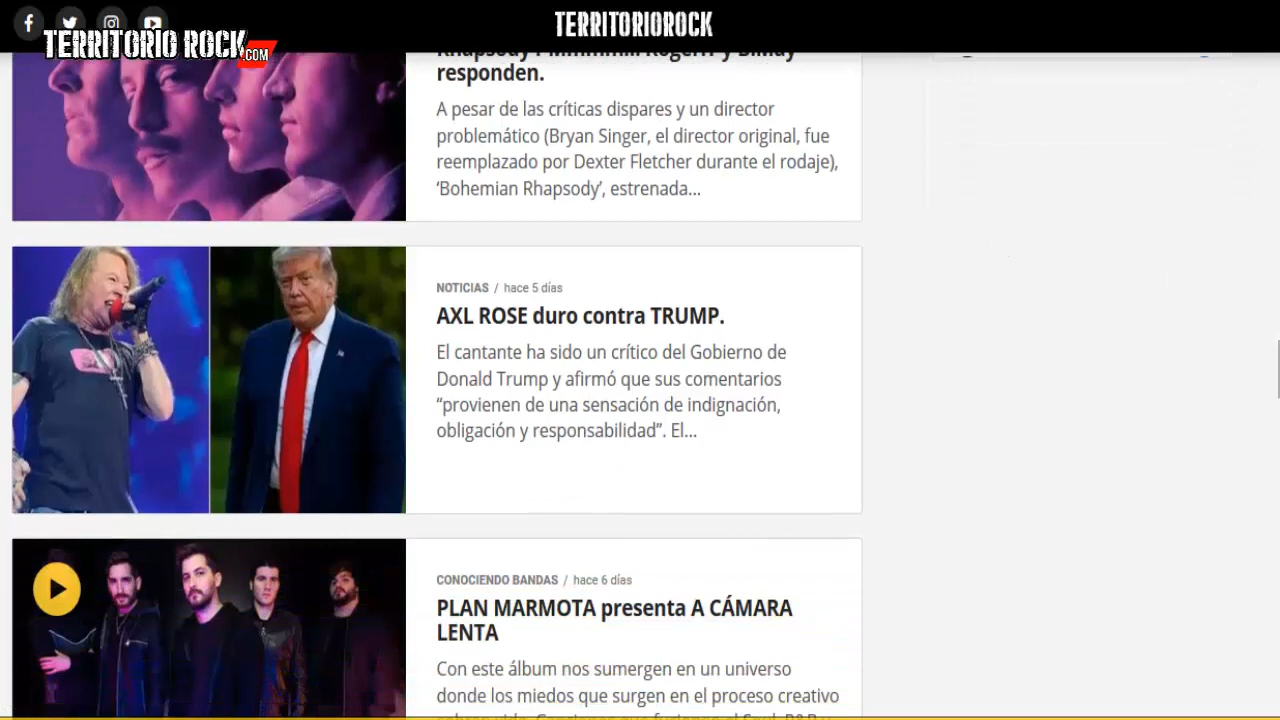 TERRITORIOROCK
TERRITORIO ROCK.COM
responden.
A pesar de las críticas dispares y un director
problemático (Bryan Singer, el director original, fue
reemplazado por Dexter Fletcher durante el rodaje),
‘Bohemian Rhapsody’, estrenada...
NOTICIAS / hace 5 días
AXL ROSE duro contra TRUMP.
El cantante ha sido un crítico del Gobierno de
Donald Trump y afirmó que sus comentarios
“provienen de una sensación de indignación,
obligación y responsabilidad”. El...
CONOCIENDO BANDAS / hace 6 días
PLAN MARMOTA presenta A CÁMARA
LENTA
Con este álbum nos sumergen en un universo
donde los miedos que surgen en el proceso creativo